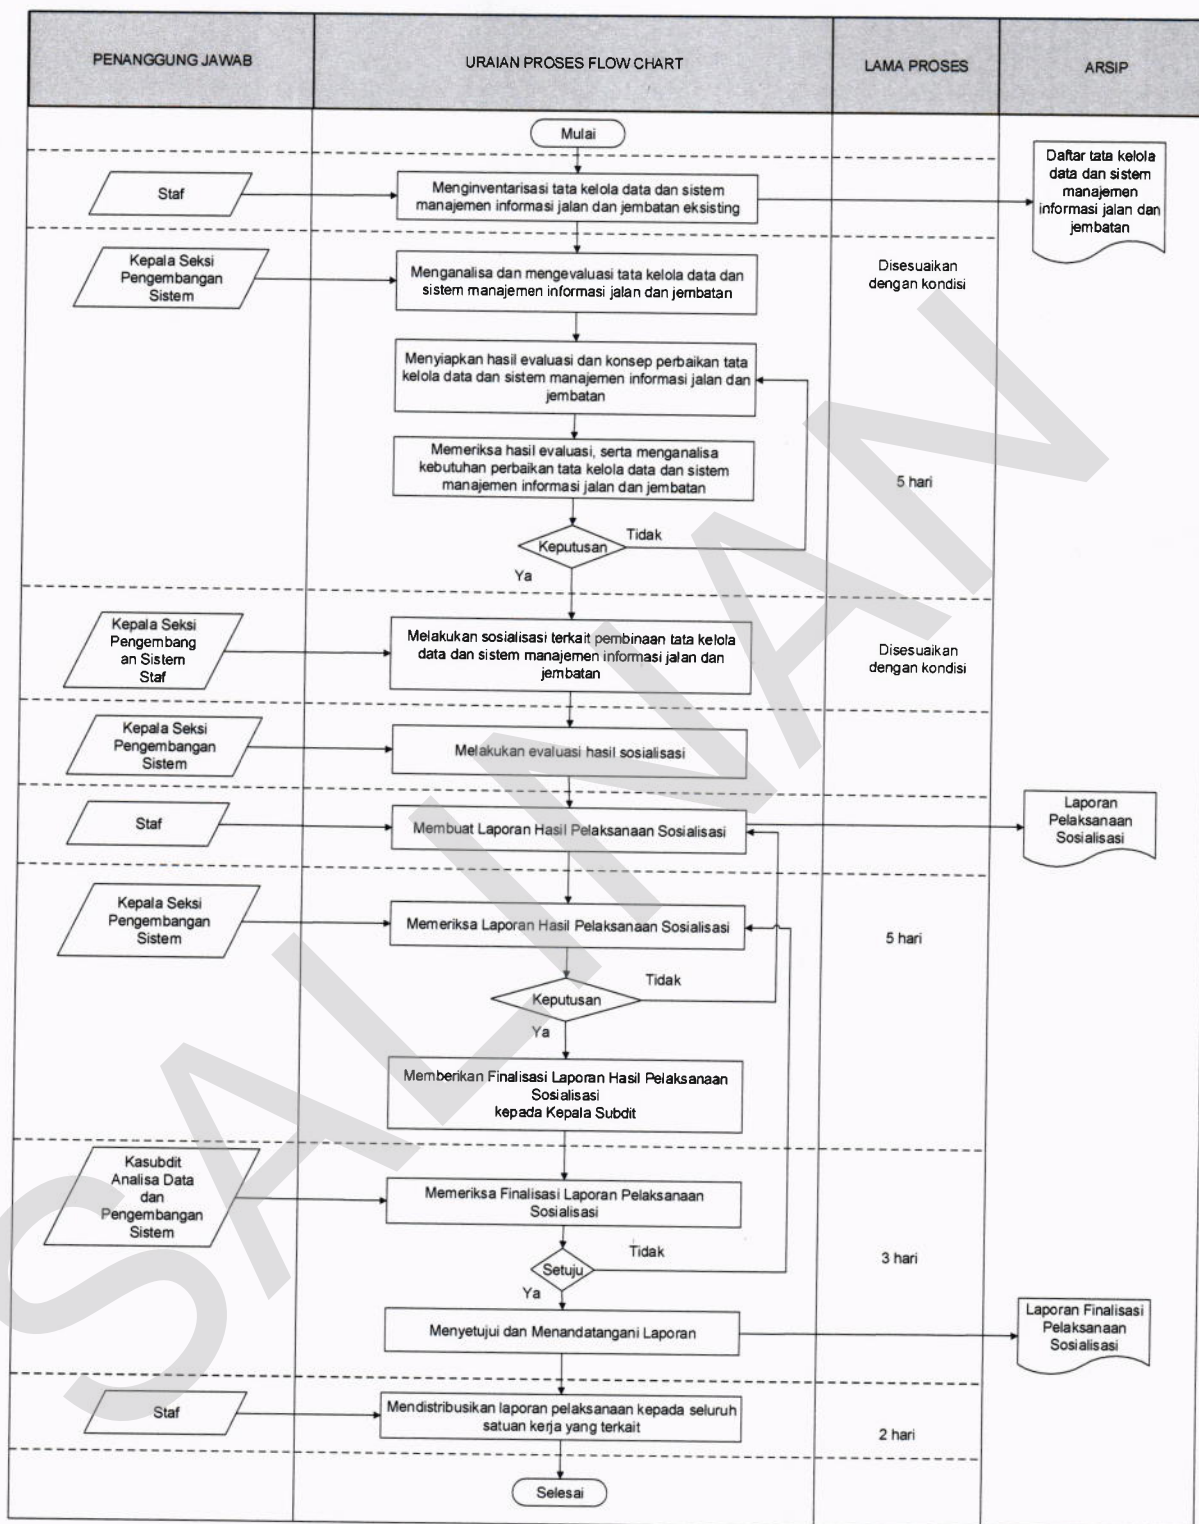 PENANGGUNG JAWAB
URAIAN PROSES FLOW CHART
LAMA PROSES
ARSIP
Mulai
Staf
Menginventarisasi tata kelola data dan sistem
manajemen informasi jalan dan jembatan eksisting
Daftar tata kelola
data dan sistem
manajemen
informasi jalan dan
jembatan
Kepala Seksi
Pengembangan
Sistem
Menganalisa dan mengevaluasi tata kelola data dan
sistem manajemen informasi jalan dan jembatan
Disesuaikan
dengan kondisi
Menyiapkan hasil evaluasi dan konsep perbaikan tata
kelola data dan sistem manajemen informasi jalan dan
jembatan
Memeriksa hasil evaluasi, serta menganalisa
kebutuhan perbaikan tata kelola data dan sistem
manajemen informasi jalan dan jembatan
5 hari
Keputusan
Tidak
Ya
Kepala Seksi
Pengembang
an Sistem
Staf
Melakukan sosialisasi terkait pembinaan tata kelola
data dan sistem manajemen informasi jalan dan
jembatan
Disesuaikan
dengan kondisi
Kepala Seksi
Pengembangan
Sistem
Melakukan evaluasi hasil sosialisasi
Staf
Membuat Laporan Hasil Pelaksanaan Sosialisasi
Laporan
Pelaksanaan
Sosialisasi
Kepala Seksi
Pengembangan
Sistem
Memeriksa Laporan Hasil Pelaksanaan Sosialisasi
5 hari
Keputusan
Tidak
Ya
Memberikan Finalisasi Laporan Hasil Pelaksanaan
Sosialisasi
kepada Kepala Subdit
Kasubdit
Analisa Data
dan
Pengembangan
Sistem
Memeriksa Finalisasi Laporan Pelaksanaan
Sosialisasi
Setuju
Tidak
Ya
3 hari
Menyetujui dan Menandatangani Laporan
Laporan Finalisasi
Pelaksanaan
Sosialisasi
Staf
Mendistribusikan laporan pelaksanaan kepada seluruh
satuan kerja yang terkait
2 hari
Selesai
SALINAN